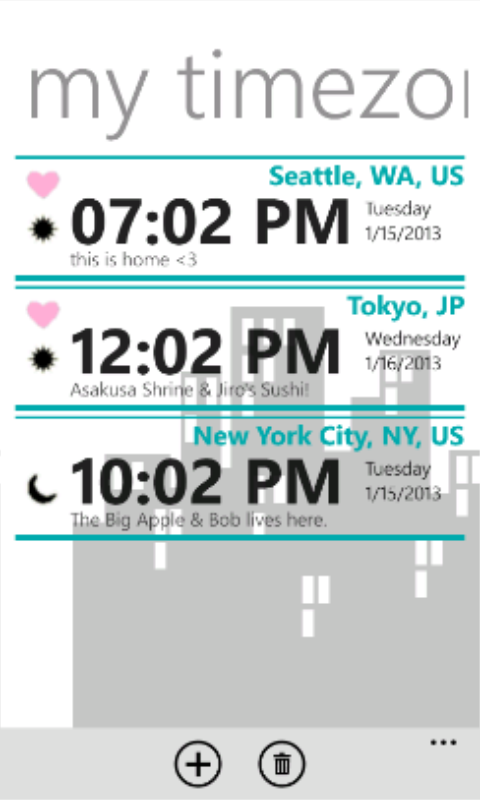 my timezo
Seattle, WA, US
07:02 PM
Tuesday
1/15/2013
this is home <3
Tokyo, JP
12:02 PM
Wednesday
1/16/2013
Asakusa Shrine & Jiro's Sushi!
New York City, NY, US
10:02 PM
Tuesday
1/15/2013
The Big Apple & Bob lives here.